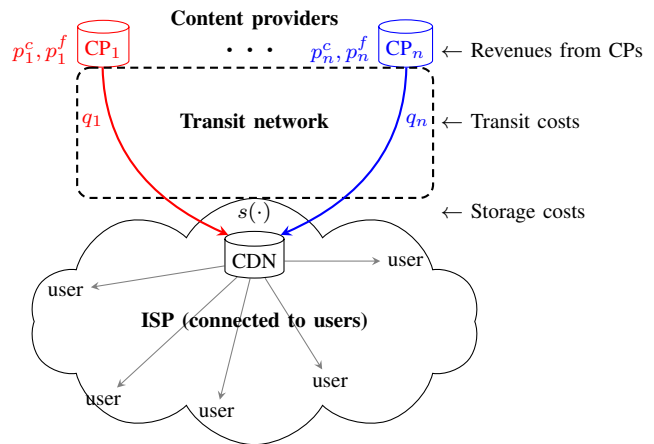 Content providers
p_1^c, p_1^f
CP_1
. . .
p_n^c, p_n^f
CP_n
← Revenues from CPs
q_1
Transit network
q_n
← Transit costs
s(·)
← Storage costs
CDN
user
user
ISP (connected to users)
user
user
user